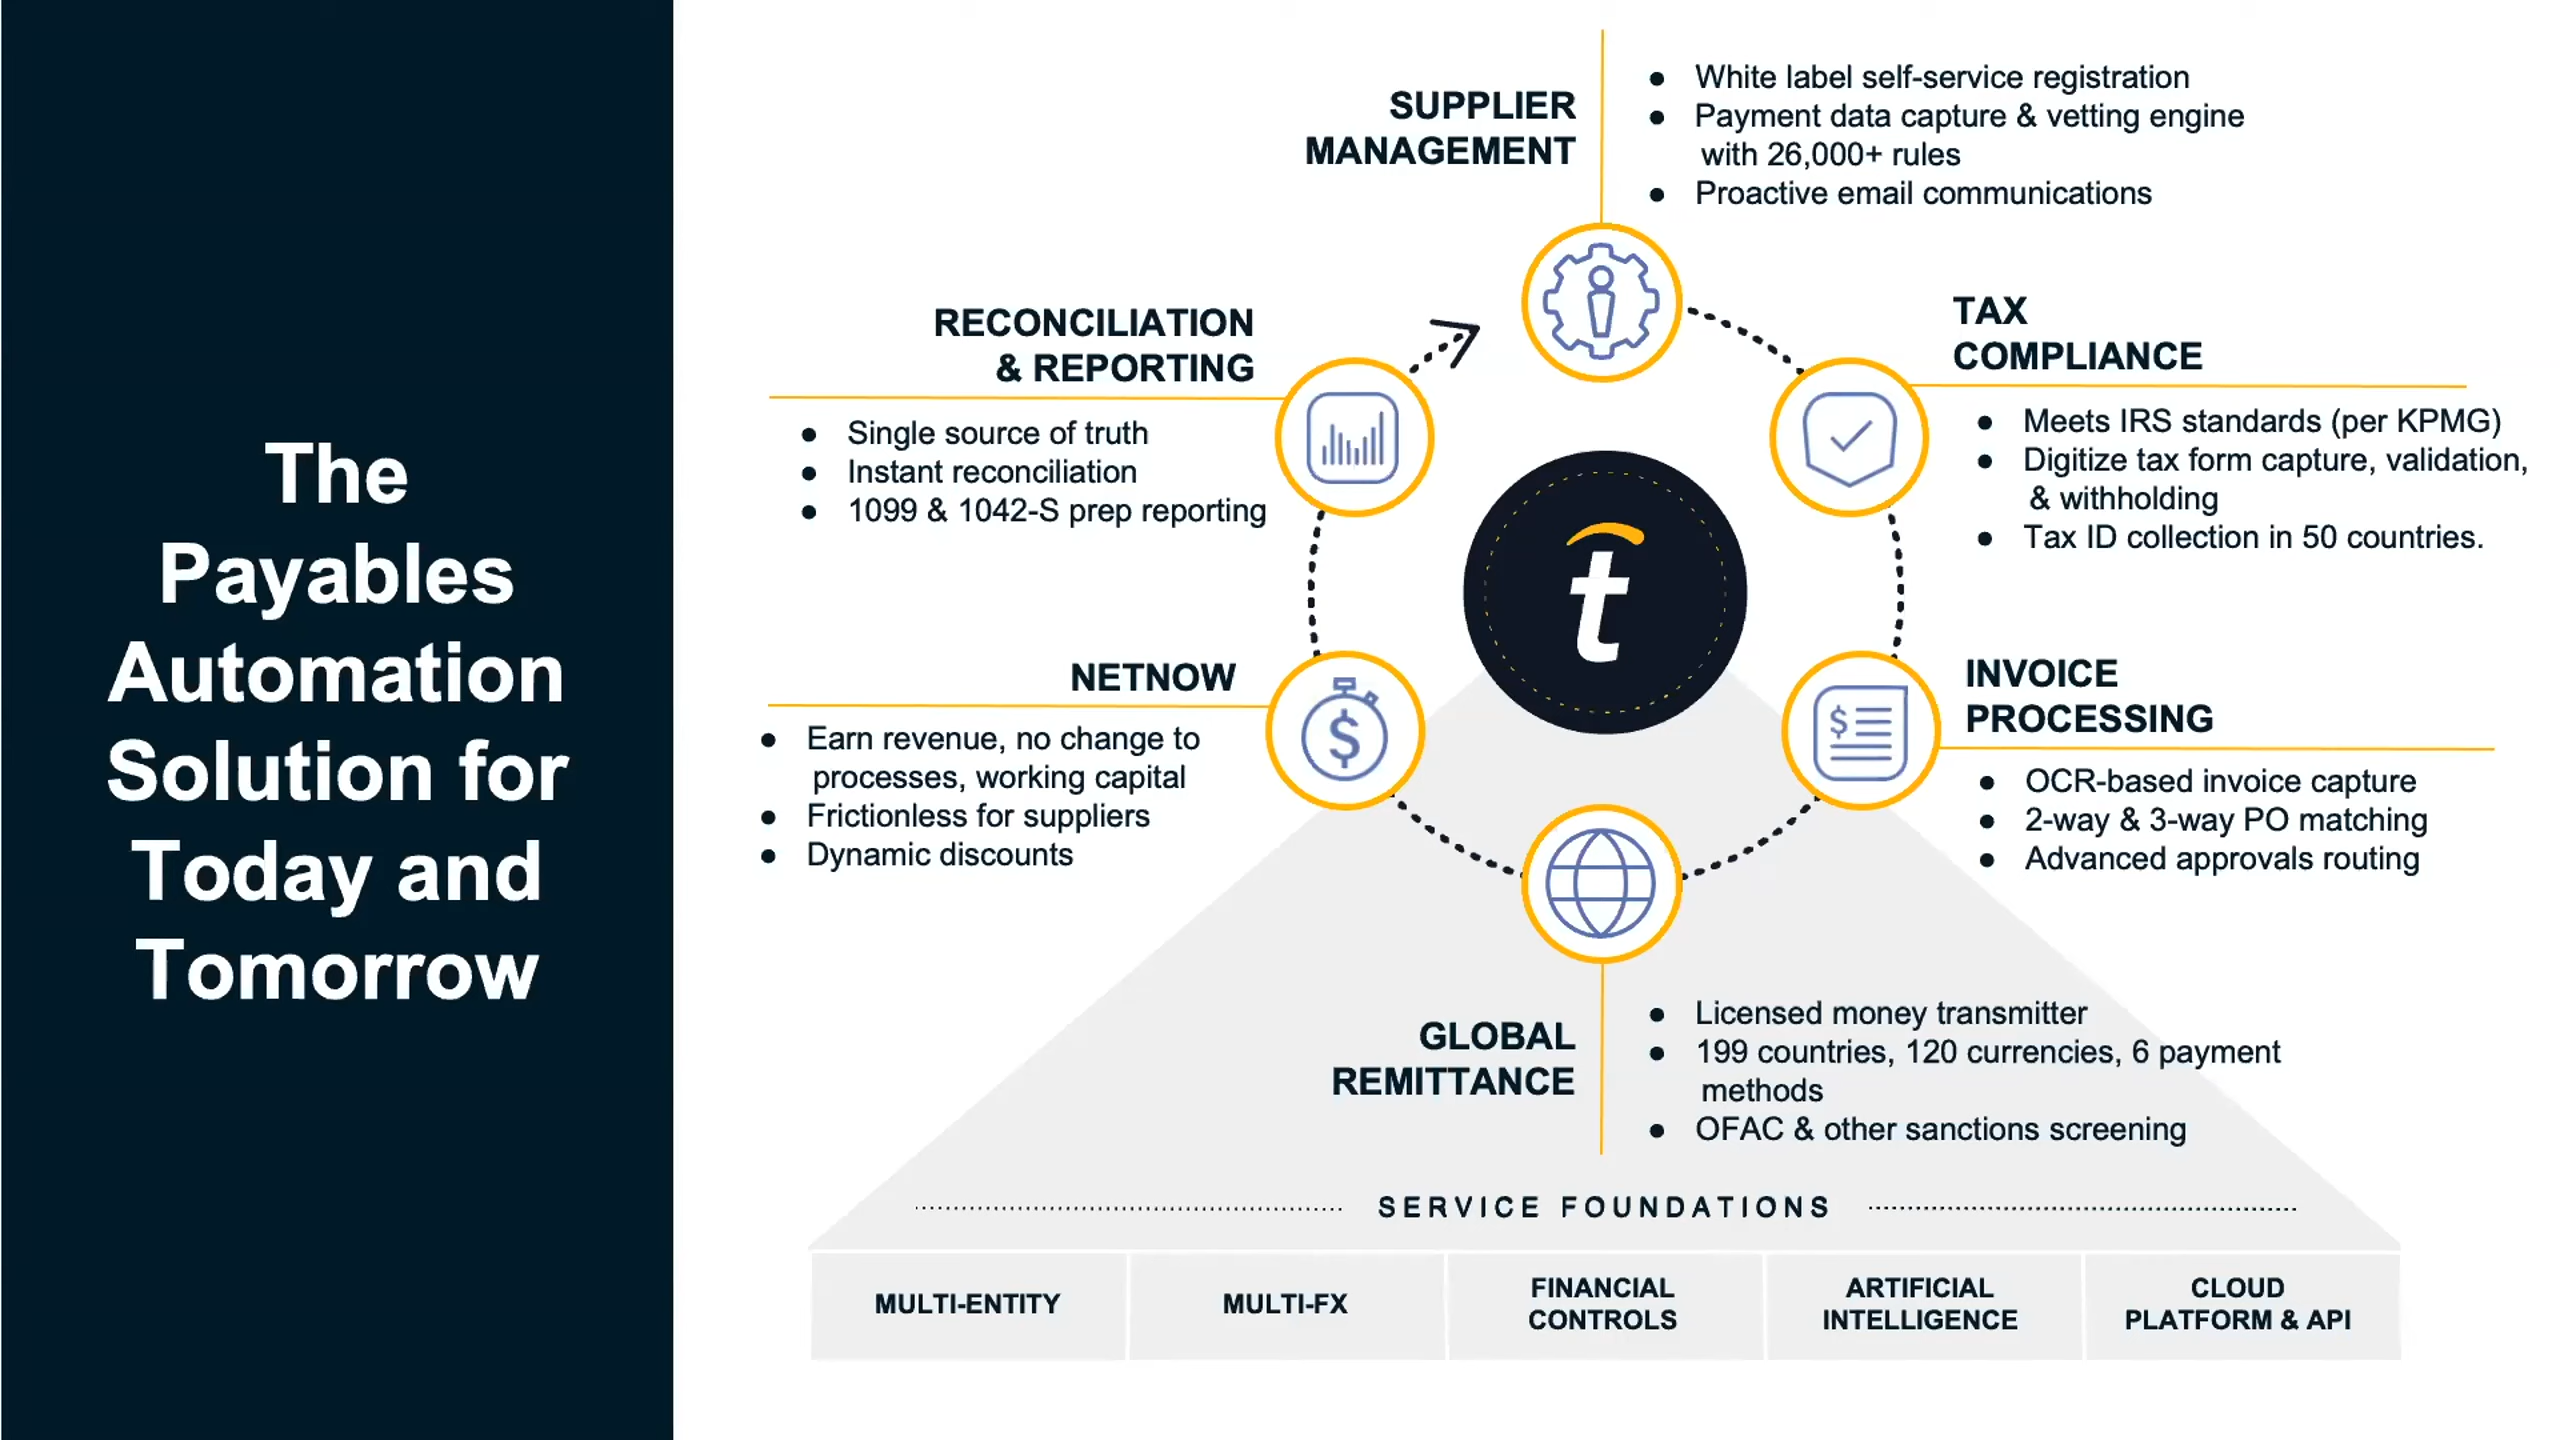 The
Payables
Automation
Solution for
Today and
Tomorrow
SUPPLIER
MANAGEMENT
● White label self-service registration
● Payment data capture & vetting engine
with 26,000+ rules
● Proactive email communications
TAX
COMPLIANCE
● Meets IRS standards (per KPMG)
● Digitize tax form capture, validation,
& withholding
● Tax ID collection in 50 countries.
INVOICE
PROCESSING
● OCR-based invoice capture
● 2-way & 3-way PO matching
● Advanced approvals routing
GLOBAL
REMITTANCE
● Licensed money transmitter
● 199 countries, 120 currencies, 6 payment
methods
● OFAC & other sanctions screening
NETNOW
● Earn revenue, no change to
processes, working capital
● Frictionless for suppliers
● Dynamic discounts
RECONCILIATION
& REPORTING
● Single source of truth
● Instant reconciliation
● 1099 & 1042-S prep reporting
t
$
$
SERVICE FOUNDATIONS
MULTI-ENTITY
MULTI-FX
FINANCIAL
CONTROLS
ARTIFICIAL
INTELLIGENCE
CLOUD
PLATFORM & API